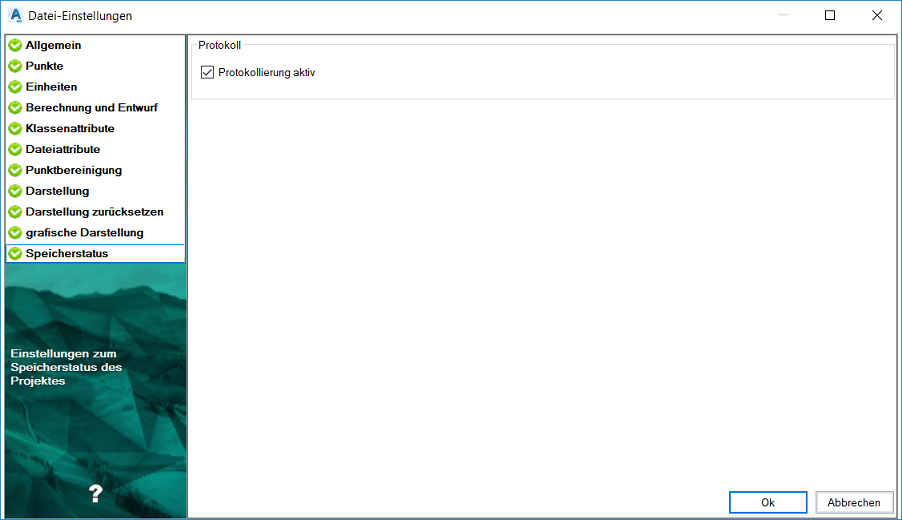 Datei-Einstellungen
Allgemein
Punkte
Einheiten
Berechnung und Entwurf
Klassenattribute
Dateiattribute
Punktbereinigung
Darstellung
Darstellung zurücksetzen
grafische Darstellung
Speicherstatus
Einstellungen zum
Speicherstatus des
Projektes
?
Protokoll
Protokollierung aktiv
Ok
Abbrechen